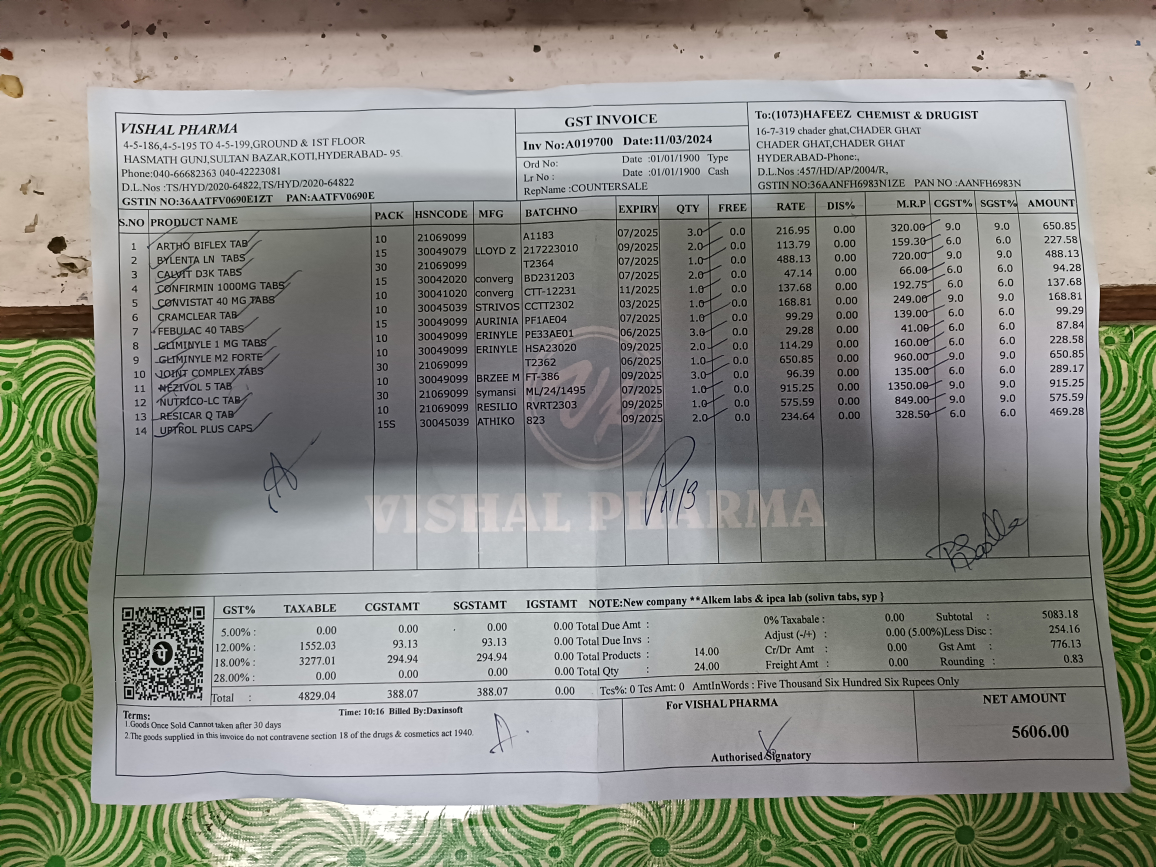 VISHAL PHARMA
4-5-186,4-5-195 TO 4-5-199,GROUND & 1ST FLOOR
HASMATH GUNJ,SULTAN BAZAR,KOTI,HYDERABAD- 95
Phone:040-66682363 040-42223081
D.L.Nos :TS/HYD/2020-64822,TS/HYD/2020-64822
GSTIN NO:36AATFV0690E1ZT PAN:AATFV0690E
GST INVOICE
Inv No:A019700 Date:11/03/2024
Ord No: Date :01/01/1900 Type
Lr No : Date :01/01/1900 Cash
RepName :COUNTERSALE
To:(1073)HAFEEZ CHEMIST & DRUGIST
16-7-319 chader ghat,CHADER GHAT
CHADER GHAT,CHADER GHAT
HYDERABAD-Phone:,
D.L.Nos :457/HD/AP/2004/R,
GSTIN NO:36AANFH6983N1ZE PAN NO :AANFH6983N
S.NO PRODUCT NAME PACK HSNCODE MFG BATCHNO EXPIRY QTY FREE RATE DIS% M.R.P CGST% SGST% AMOUNT
1 ARTHO BIFLEX TAB 10 21069099 A1183 07/2025 3.0 0.0 216.95 0.00 320.00 9.0 9.0 650.85
2 BYLENTA LN TABS 15 30049079 LLOYD Z 217223010 09/2025 2.0 0.0 113.79 0.00 159.30 6.0 6.0 227.58
3 CALVIT D3K TABS 30 21069099 T2364 07/2025 1.0 0.0 488.13 0.00 720.00 9.0 9.0 488.13
4 CONFIRMIN 1000MG TABS 15 30042020 converg BD231203 07/2025 2.0 0.0 47.14 0.00 66.00 6.0 6.0 94.28
5 CONVISTAT 40 MG TABS 10 30041020 converg CTT-12231 11/2025 1.0 0.0 137.68 0.00 192.75 6.0 6.0 137.68
6 CRAMCLEAR TAB 10 30045039 STRIVOS CCTT2302 03/2025 1.0 0.0 168.81 0.00 249.00 9.0 9.0 168.81
7 FEBULAC 40 TABS 15 30049099 AURINIA PF1AE04 07/2025 1.0 0.0 99.29 0.00 139.00 6.0 6.0 99.29
8 GLIMINYLE 1 MG TABS 10 30049099 ERINYLE PE33AE01 06/2025 3.0 0.0 29.28 0.00 41.00 6.0 6.0 87.84
9 GLIMINYLE M2 FORTE 10 30049099 ERINYLE HSA23020 09/2025 2.0 0.0 114.29 0.00 160.00 6.0 6.0 228.58
10 JOINT COMPLEX TABS 30 21069099 T2362 06/2025 1.0 0.0 650.85 0.00 960.00 9.0 9.0 650.85
11 NEZIVOL 5 TAB 10 30049099 BRZEE M FT-386 09/2025 3.0 0.0 96.39 0.00 135.00 6.0 6.0 289.17
12 NUTRICO-LC TAB 30 21069099 symansi ML/24/1495 07/2025 1.0 0.0 915.25 0.00 1350.00 9.0 9.0 915.25
13 RESICAR Q TAB 10 21069099 RESILIO RVRT2303 09/2025 1.0 0.0 575.59 0.00 849.00 9.0 9.0 575.59
14 UPTROL PLUS CAPS 15S 30045039 ATHIKO 823 09/2025 2.0 0.0 234.64 0.00 328.50 6.0 6.0 469.28
11/3
VISHAL PHARMA
GST% TAXABLE CGSTAMT SGSTAMT IGSTAMT NOTE:New company **Alkem labs & ipca lab (solivn tabs, syp }
5.00% : 0.00 0.00 0.00 0.00 Total Due Amt : 0% Taxabale : 0.00 Subtotal : 5083.18
12.00% : 1552.03 93.13 93.13 0.00 Total Due Invs : Adjust (-/+) : 0.00 (5.00%)Less Disc : 254.16
18.00% : 3277.01 294.94 294.94 0.00 Total Products : 14.00 Cr/Dr Amt : 0.00 Gst Amt : 776.13
28.00% : 0.00 0.00 0.00 0.00 Total Qty : 24.00 Freight Amt : 0.00 Rounding : 0.83
Total : 4829.04 388.07 388.07 0.00 Tcs%: 0 Tcs Amt: 0 AmtInWords : Five Thousand Six Hundred Six Rupees Only
Terms: Time: 10:16 Billed By:Daxinsoft
1.Goods Once Sold Cannot taken after 30 days
2.The goods supplied in this invoice do not contravene section 18 of the drugs & cosmetics act 1940.
For VISHAL PHARMA
Authorised Signatory
NET AMOUNT
5606.00